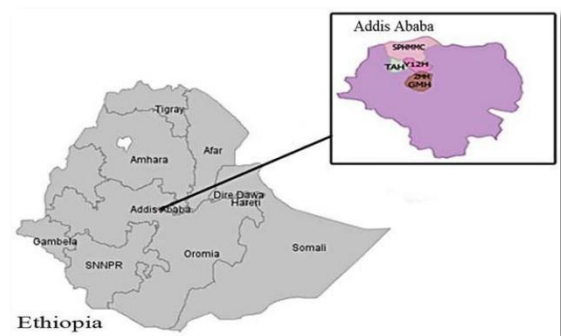 Addis Ababa
SPHMMC
TAH
Y12H
ZMH
GMH
Tigray
Afar
Amhara
Dire Dawa
Hareri
Addis Ababa
Gambela
SNNPR
Oromia
Somali
Ethiopia